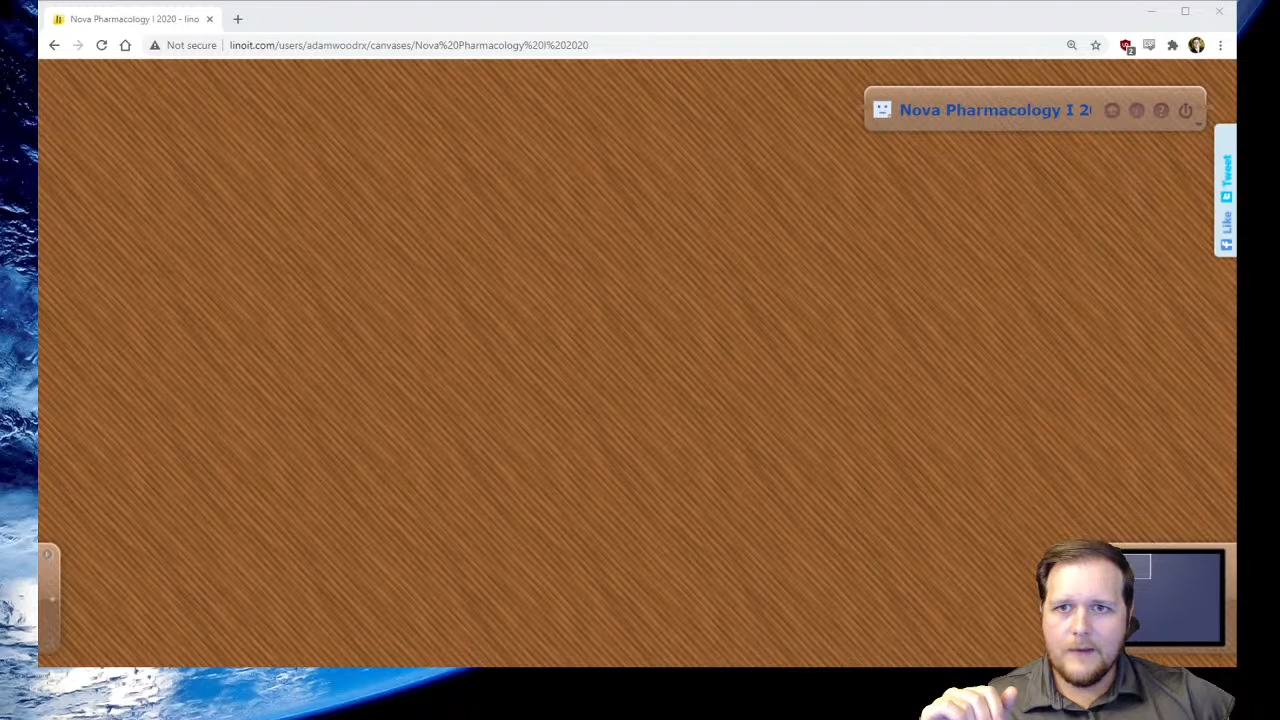 Nova Pharmacology I 2020 - lino
Not secure
linoit.com/users/adamwoodrx/canvases/Nova%20Pharmacology%20I%202020
2
Nova Pharmacology I 2
Tweet
Like